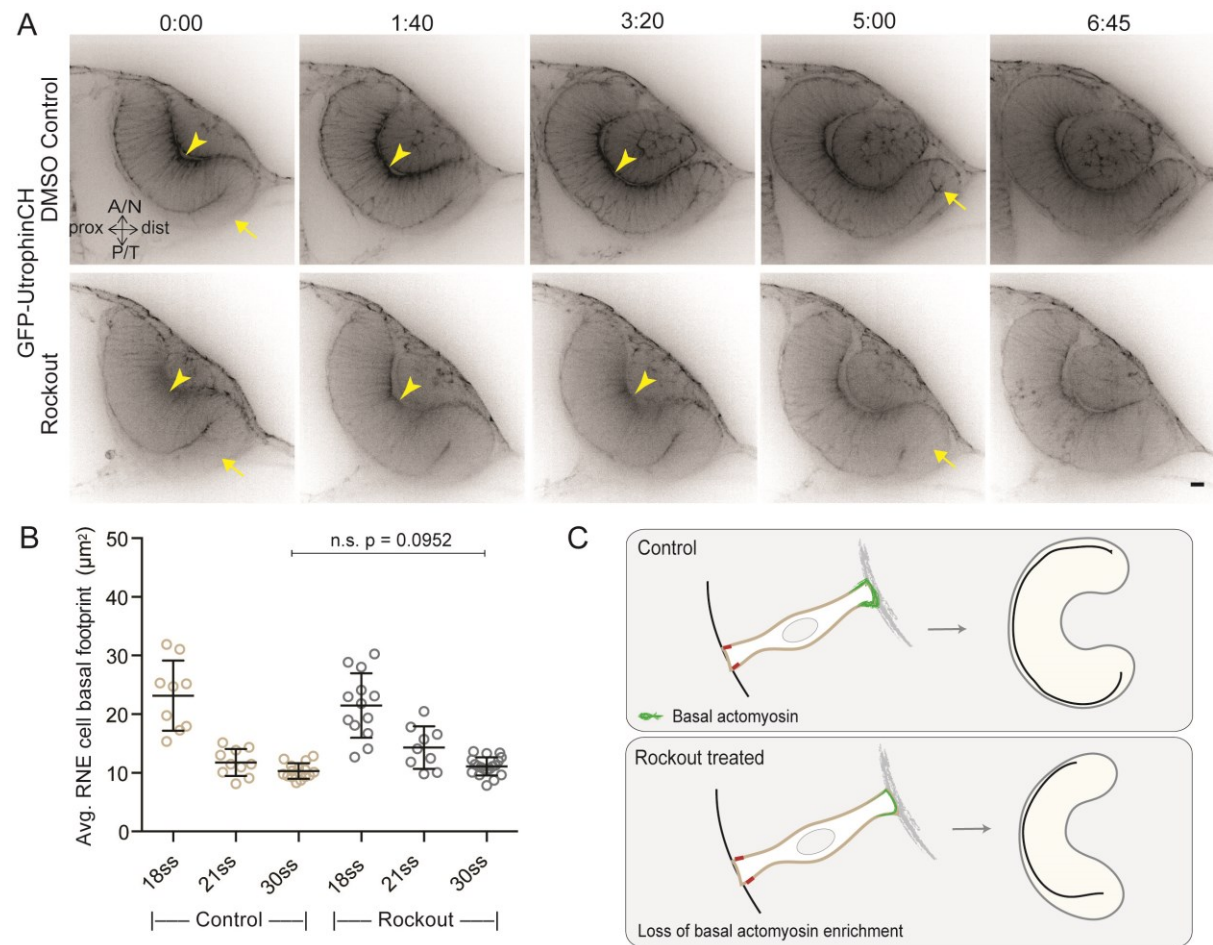 A
0:00 1:40 3:20 5:00 6:45
GFP-UtrophinCH
DMSO Control
A/N
prox dist
P/T
Rockout
B
Avg. RNE cell basal footprint (µm²)
50
40
30
20
10
0
n.s. p = 0.0952
18ss 21ss 30ss 18ss 21ss 30ss
|—— Control ——| |—— Rockout ——|
C
Control
Basal actomyosin
Rockout treated
Loss of basal actomyosin enrichment